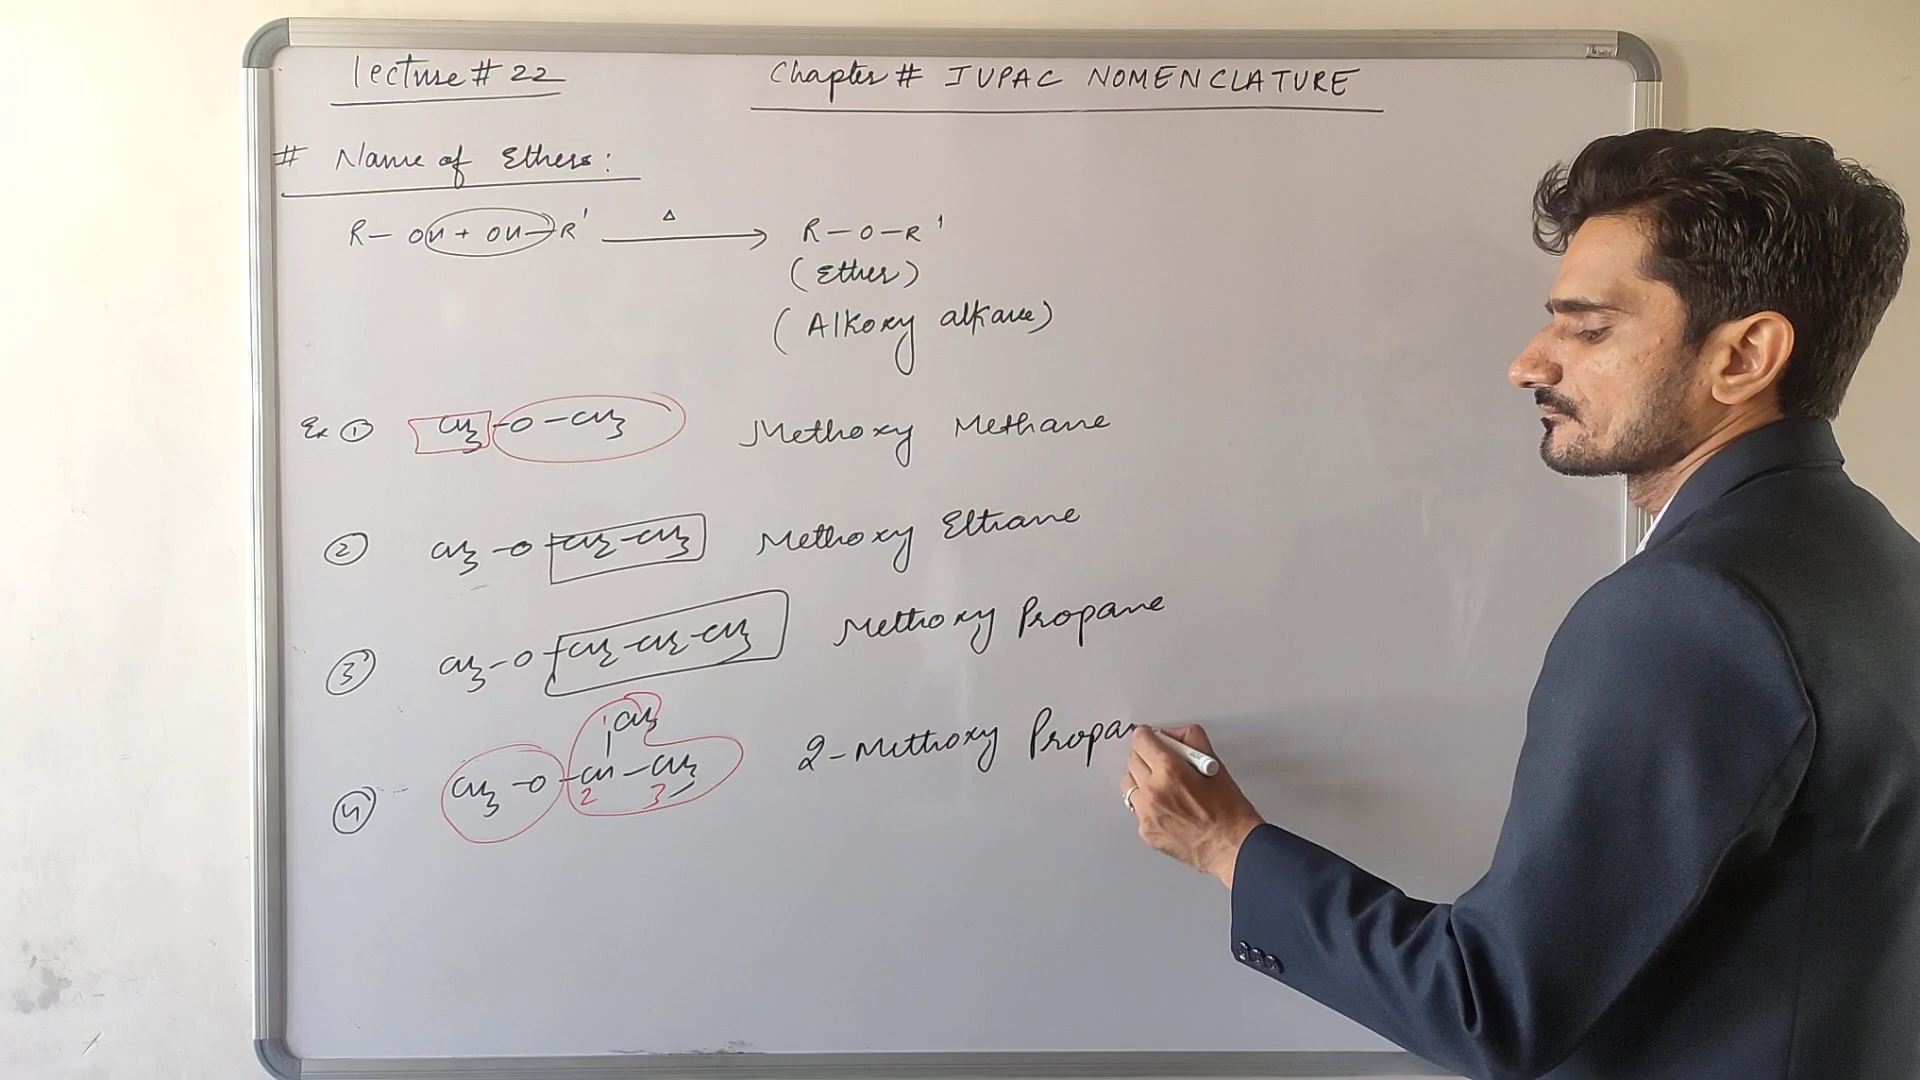 Lecture # 22
Chapter # IUPAC NOMENCLATURE
# Name of Ethers:
R— OH + OH—R' —Δ→ R—O—R'
(Ether)
(Alkoxy alkane)
Ex ① CH3—O—CH3 Methoxy Methane
② CH3—O—CH2—CH3 Methoxy Ethane
③ CH3—O—CH2—CH2—CH3 Methoxy Propane
1 CH3
④ CH3—O—CH—CH3 2-Methoxy Propan
2 3